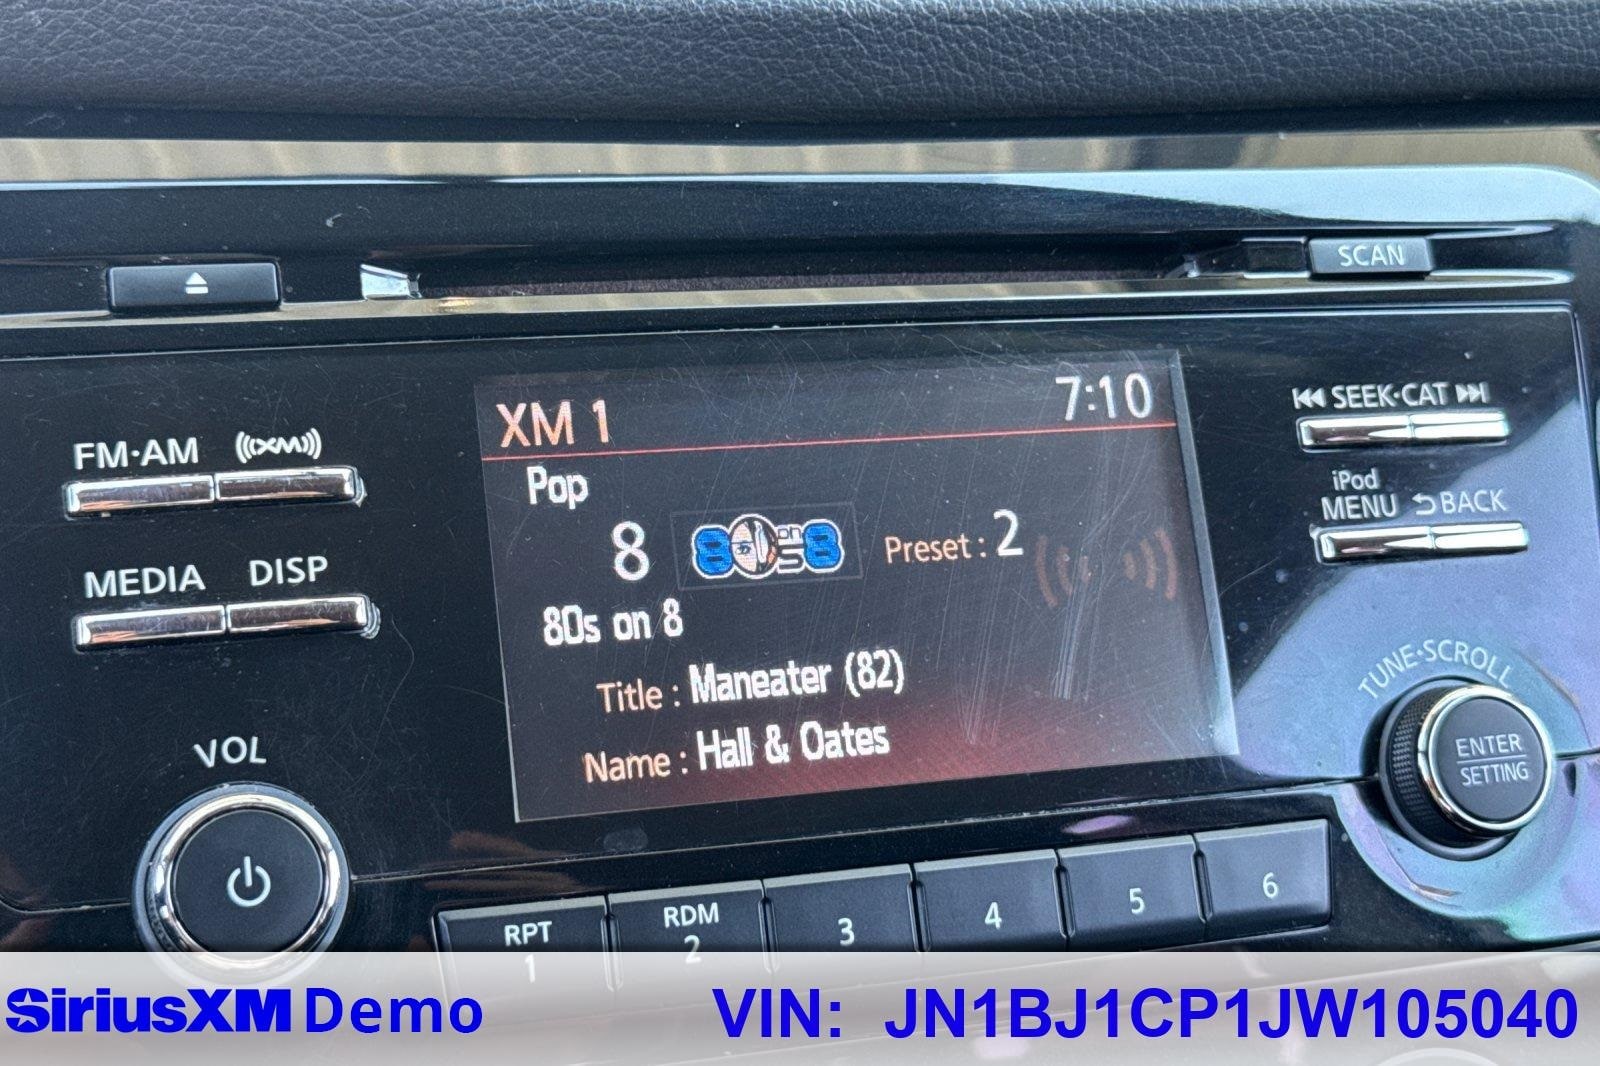 SCAN
XM 1 7:10
SEEK·CAT
FM·AM ((XM))
Pop
iPod
MENU BACK
8 80s on 8 Preset : 2
MEDIA DISP
80s on 8
TUNE·SCROLL
Title : Maneater (82)
Name : Hall & Oates
VOL
ENTER
SETTING
RPT
1
RDM
2
3
4
5
6
SiriusXM Demo VIN: JN1BJ1CP1JW105040